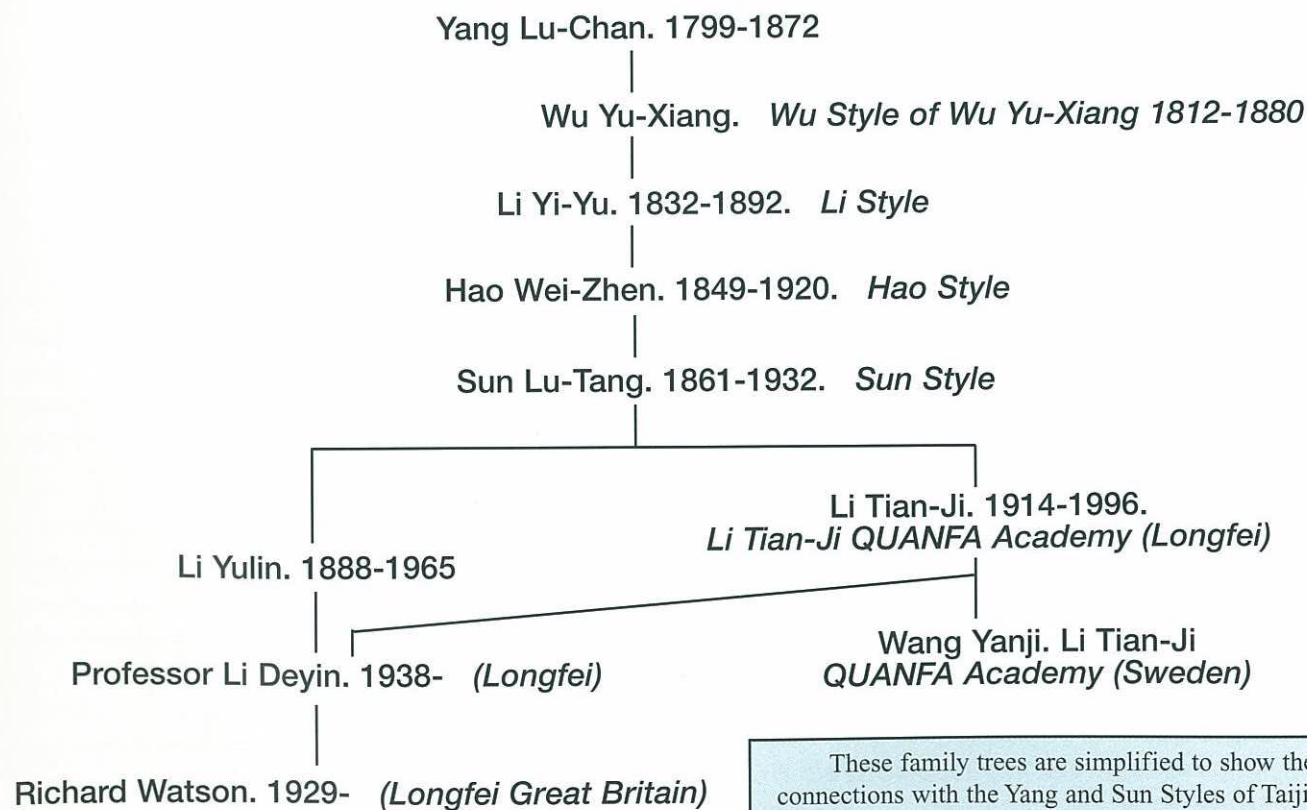 Yang Lu-Chan. 1799-1872
Wu Yu-Xiang. Wu Style of Wu Yu-Xiang 1812-1880
Li Yi-Yu. 1832-1892. Li Style
Hao Wei-Zhen. 1849-1920. Hao Style
Sun Lu-Tang. 1861-1932. Sun Style
Li Tian-Ji. 1914-1996.
Li Tian-Ji QUANFA Academy (Longfei)
Li Yulin. 1888-1965
Wang Yanji. Li Tian-Ji
QUANFA Academy (Sweden)
Professor Li Deyin. 1938- (Longfei)
Richard Watson. 1929- (Longfei Great Britain)
These family trees are simplified to show the
connections with the Yang and Sun Styles of